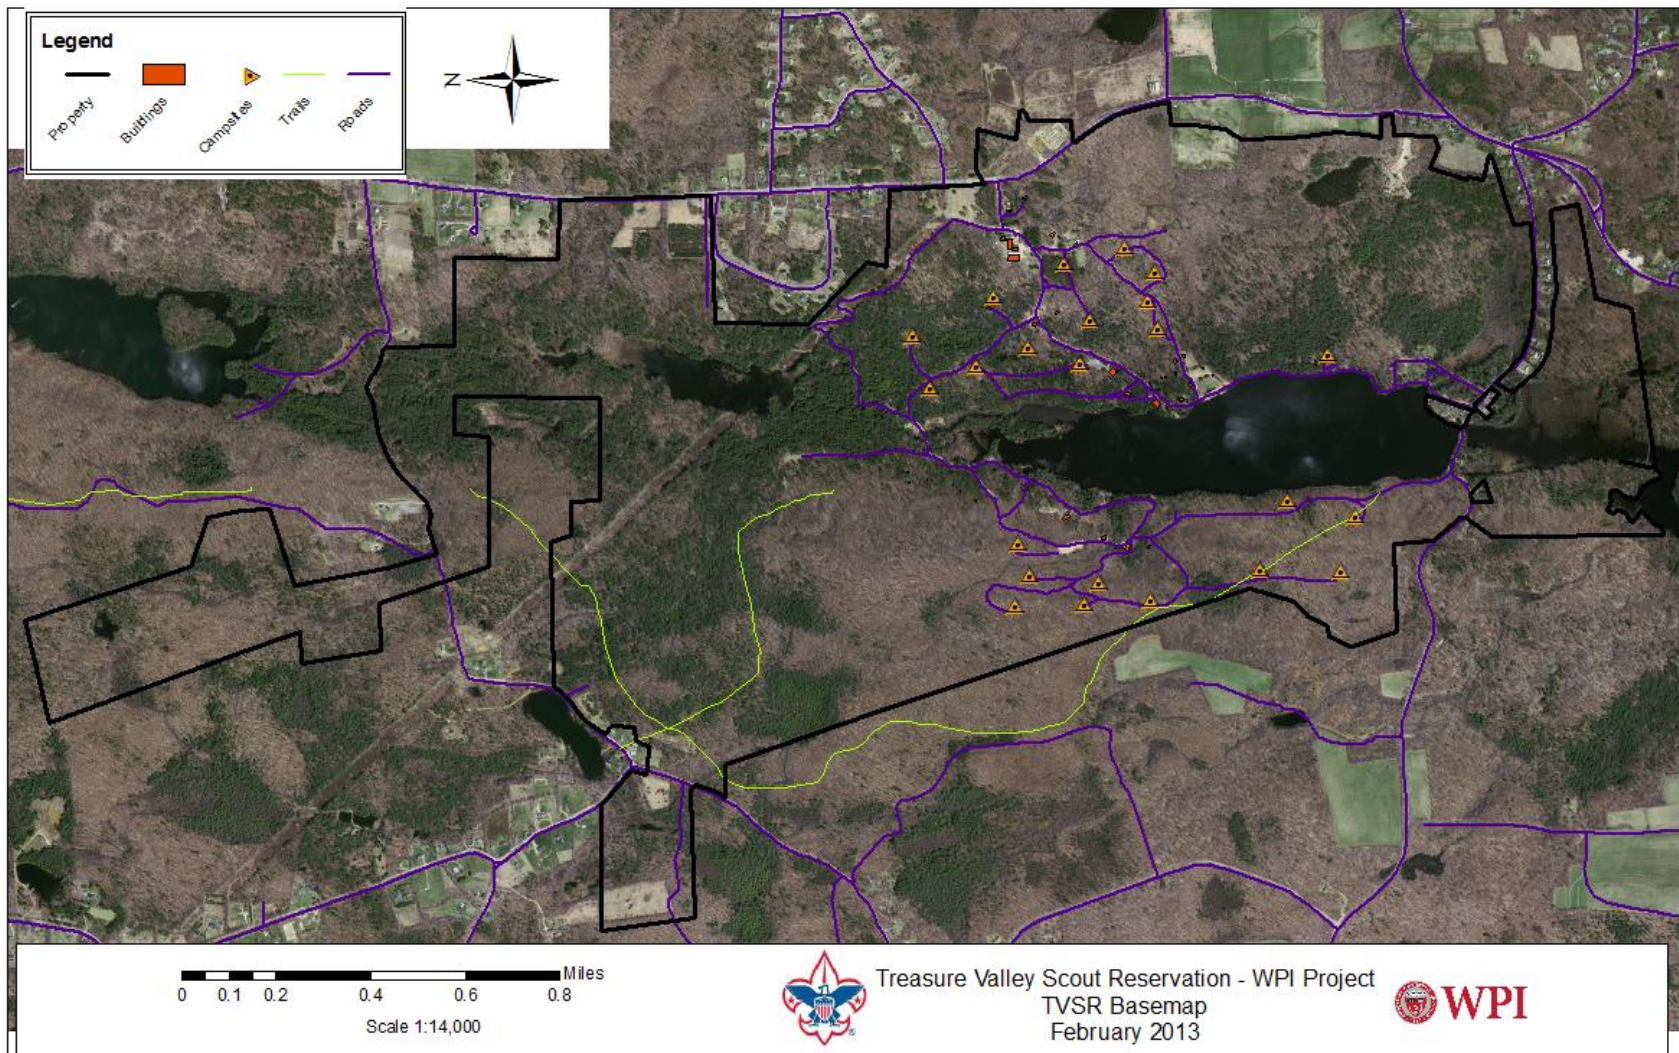 Legend
Property
Buildings
Campsites
Trails
Roads
N
Miles
0 0.1 0.2 0.4 0.6 0.8
Scale 1:14,000
Treasure Valley Scout Reservation - WPI Project
TVSR Basemap
February 2013
®
WPI